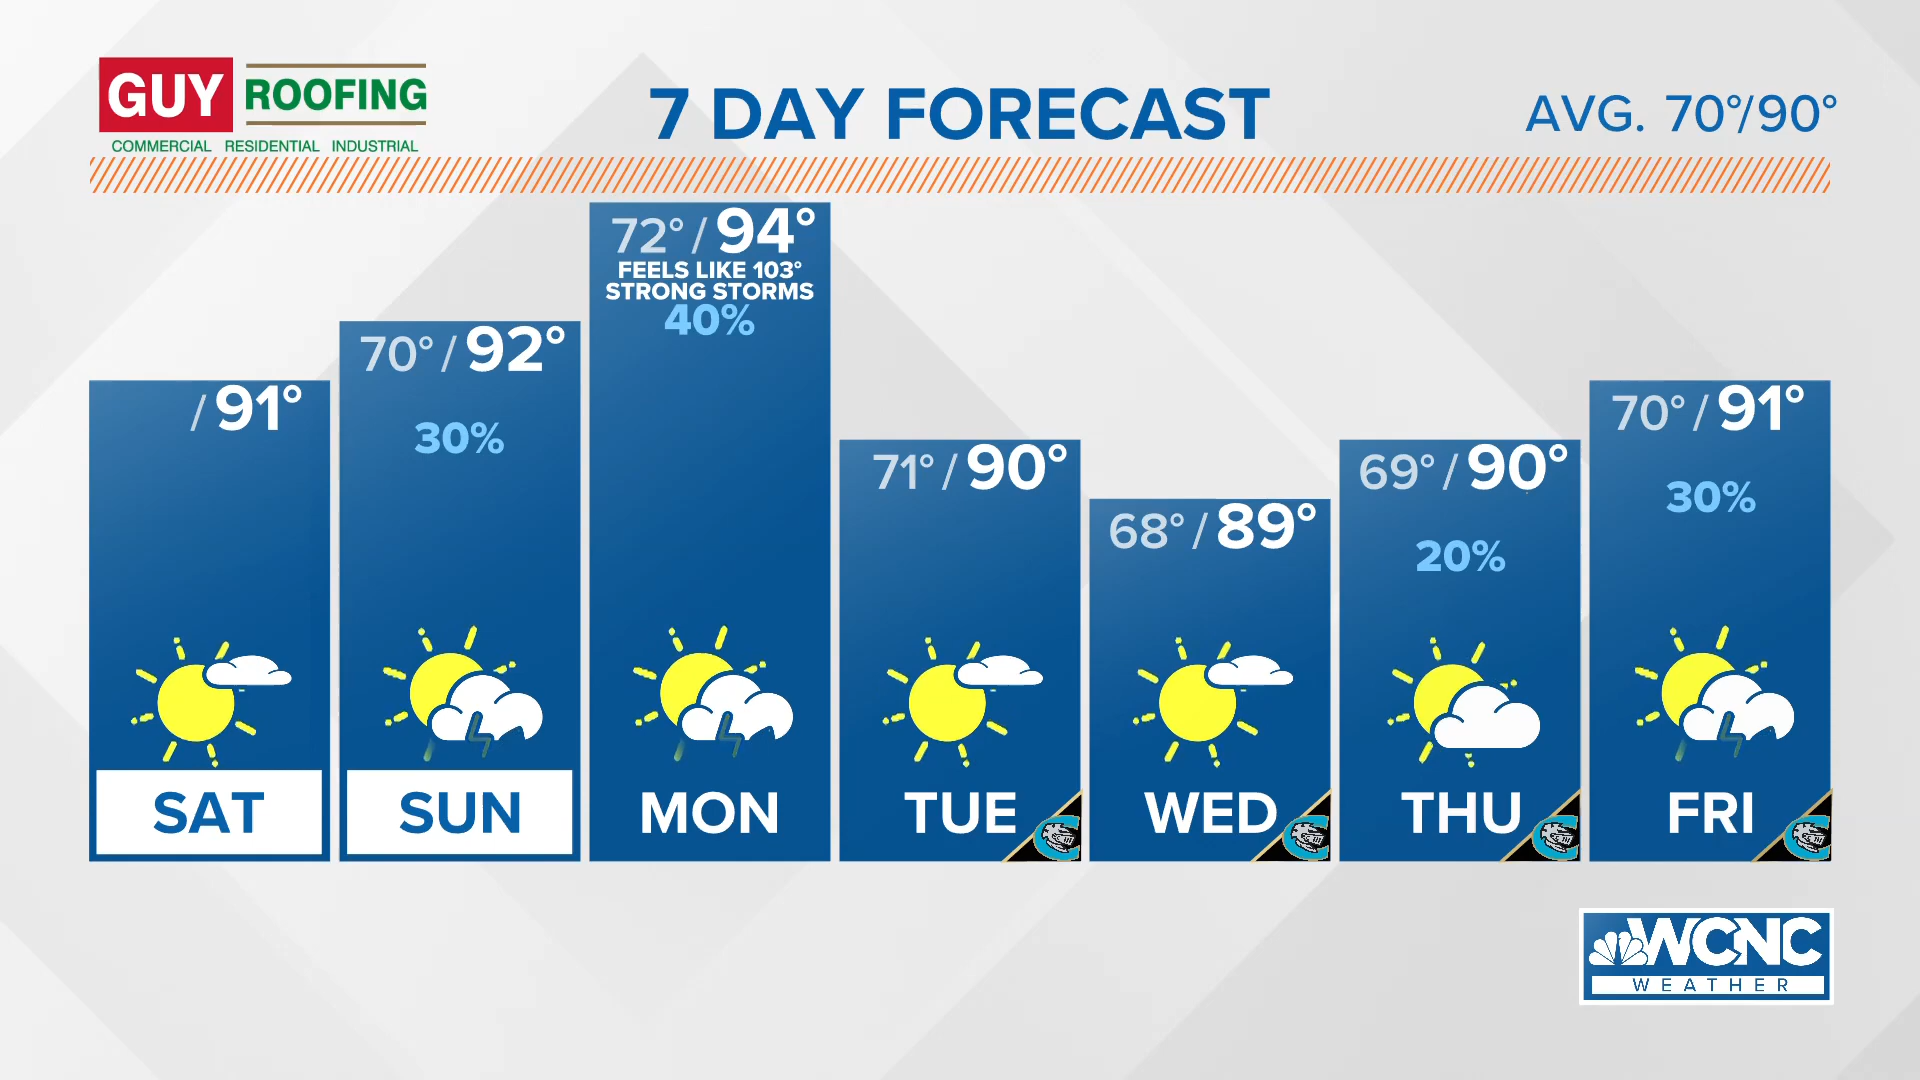 GUY ROOFING
COMMERCIAL RESIDENTIAL INDUSTRIAL
7 DAY FORECAST
AVG. 70°/90°
/91°
SAT
70°/92°
30%
SUN
72°/94°
FEELS LIKE 103°
STRONG STORMS
40%
MON
71°/90°
TUE
68°/89°
WED
69°/90°
20%
THU
70°/91°
30%
FRI
WCNC
WEATHER